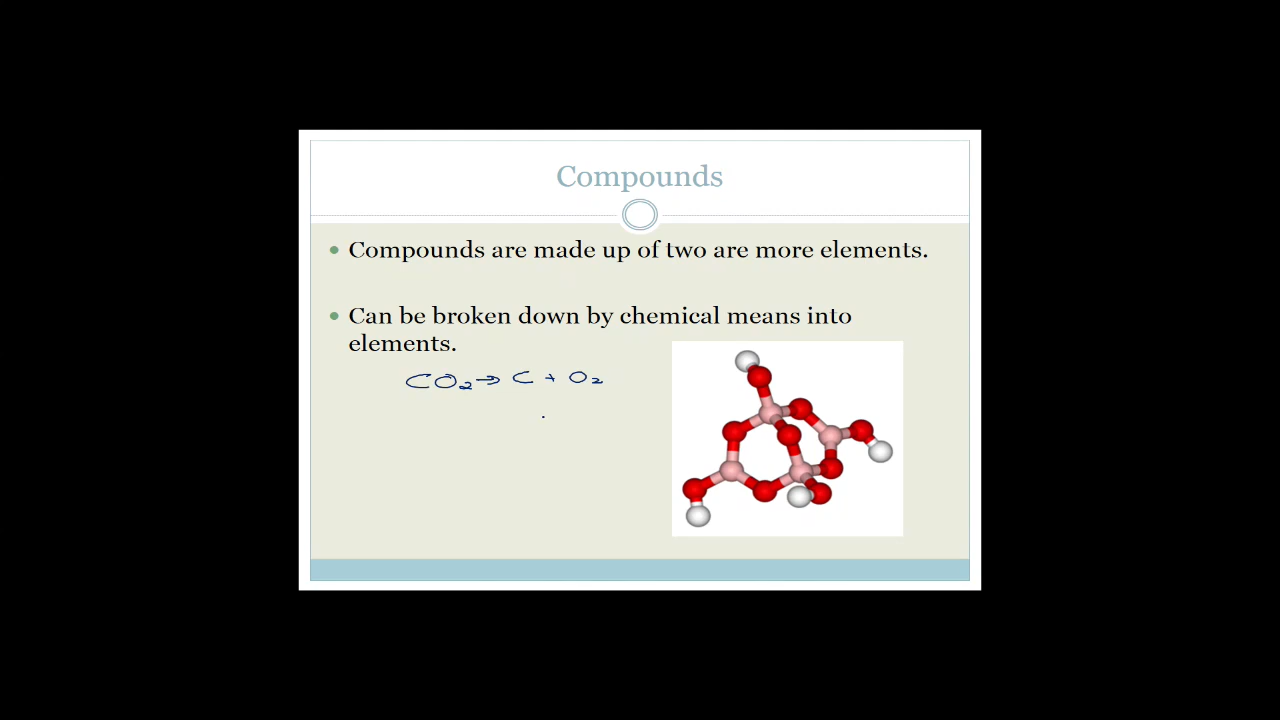 Compounds
Compounds are made up of two are more elements.
Can be broken down by chemical means into
elements.
CO₂ → C + O₂